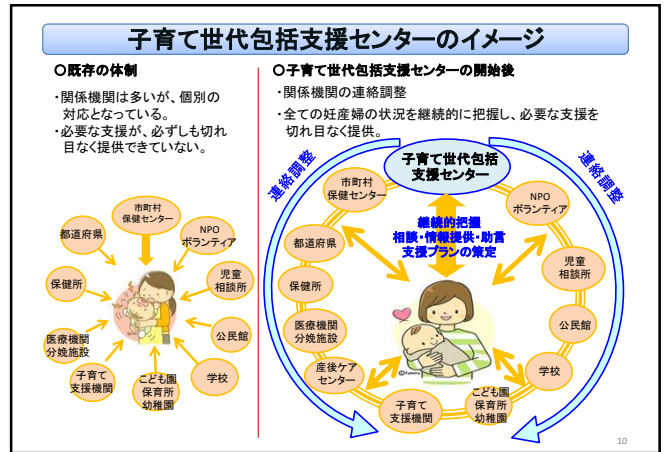 子育て世代包括支援センターのイメージ
○既存の体制
・関係機関は多いが、個別の
対応となっている。
・必要な支援が、必ずしも切れ
目なく提供できていない。
市町村
保健センター
NPO
ボランティア
都道府県
児童
相談所
保健所
公民館
医療機関
分娩施設
学校
子育て
支援機関
こども園
保育所
幼稚園
○子育て世代包括支援センターの開始後
・関係機関の連絡調整
・全ての妊産婦の状況を継続的に把握し、必要な支援を
切れ目なく提供。
子育て世代包括
支援センター
連絡調整
連絡調整
市町村
保健センター
NPO
ボランティア
継続的把握
相談・情報提供・助言
支援プランの策定
都道府県
児童
相談所
保健所
公民館
医療機関
分娩施設
学校
産後ケア
センター
子育て
支援機関
こども園
保育所
幼稚園
10